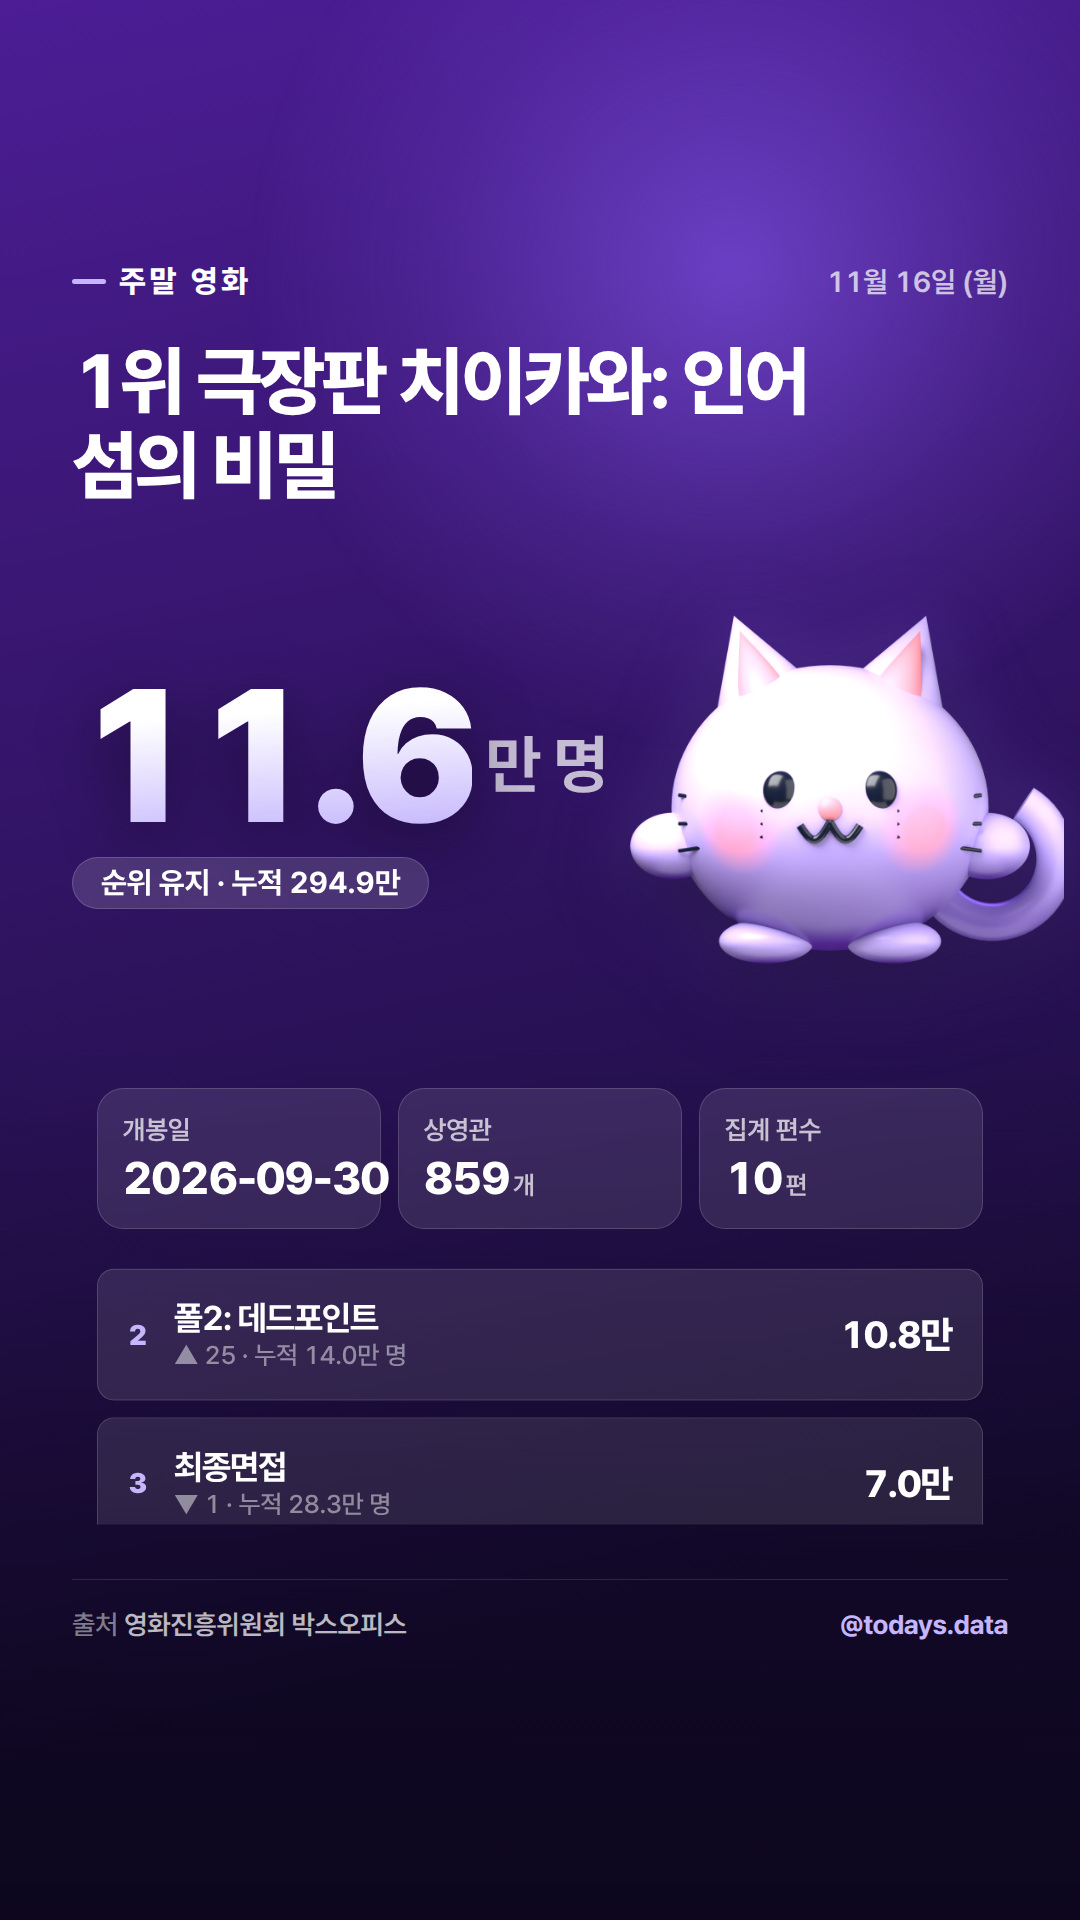 주말 영화
11월 16일 (월)
1위 극장판 치이카와: 인어
섬의 비밀
11.6만 명
순위 유지 · 누적 294.9만
개봉일
2026-09-30
상영관
859개
집계 편수
10편
2
폴2: 데드포인트
▲ 25 · 누적 14.0만 명
10.8만
3
최종면접
▼ 1 · 누적 28.3만 명
7.0만
출처 영화진흥위원회 박스오피스
@todays.data